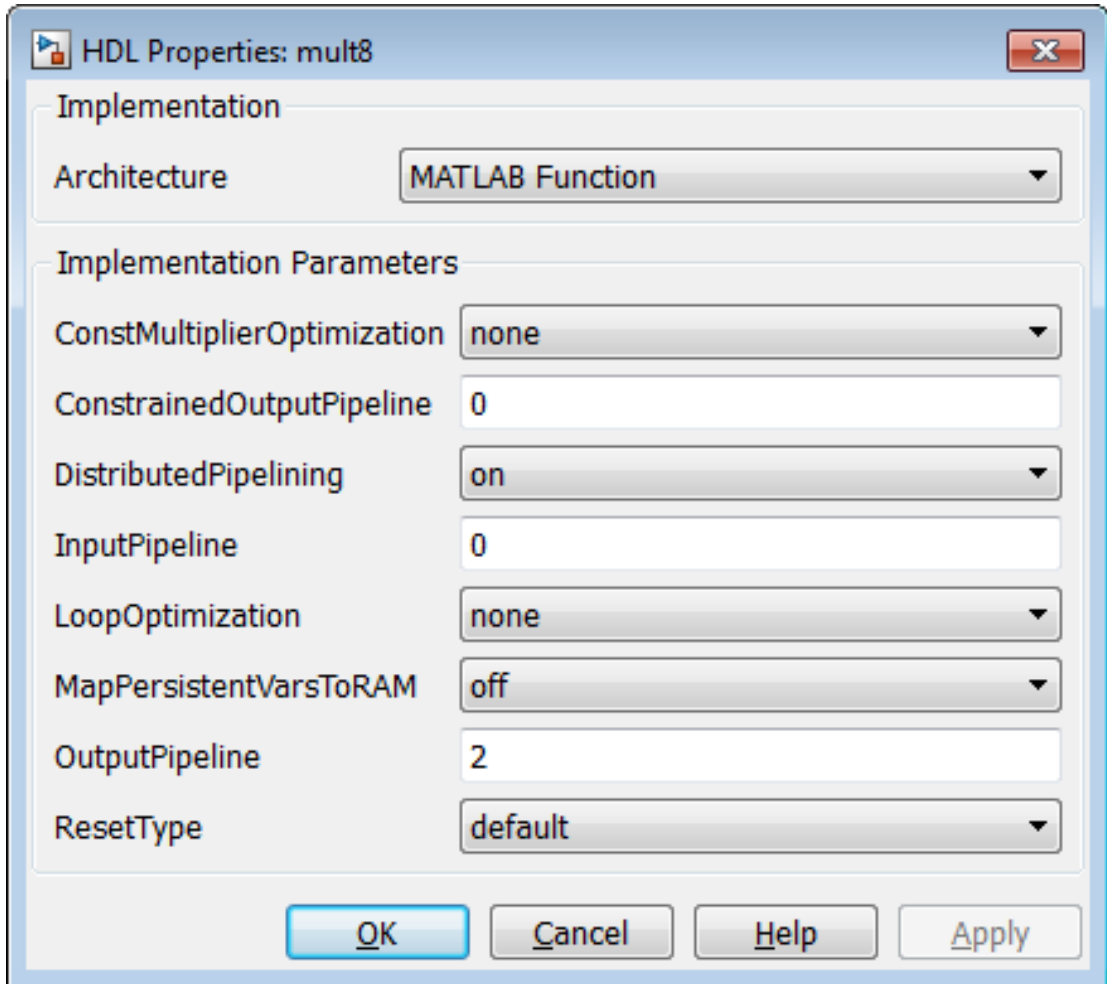 HDL Properties: mult8
Implementation
Architecture MATLAB Function
Implementation Parameters
ConstMultiplierOptimization none
ConstrainedOutputPipeline 0
DistributedPipelining on
InputPipeline 0
LoopOptimization none
MapPersistentVarsToRAM off
OutputPipeline 2
ResetType default
OK Cancel Help Apply